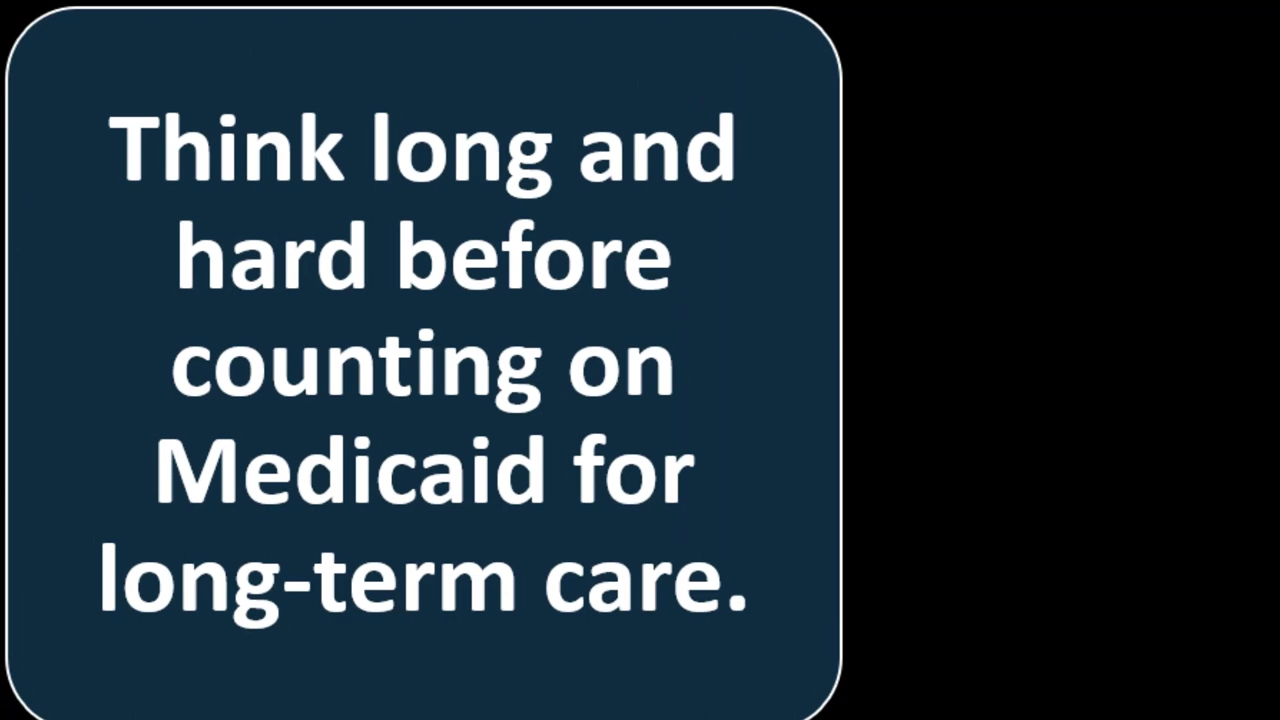 Think long and
hard before
counting on
Medicaid for
long-term care.